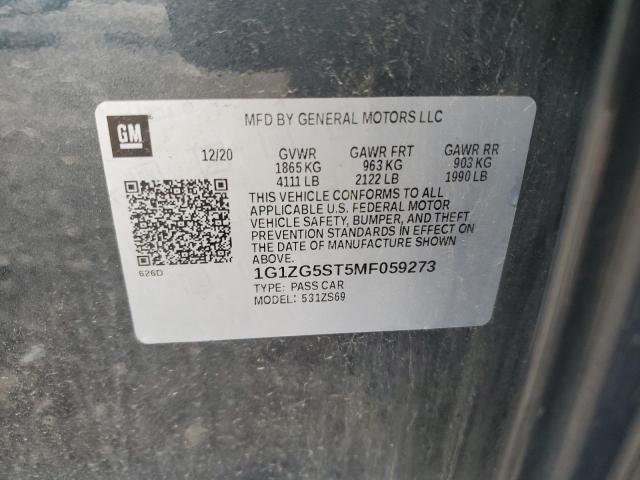 GM
MFD BY GENERAL MOTORS LLC
12/20 GVWR GAWR FRT GAWR RR
1865 KG 963 KG 903 KG
4111 LB 2122 LB 1990 LB
THIS VEHICLE CONFORMS TO ALL
APPLICABLE U.S. FEDERAL MOTOR
VEHICLE SAFETY, BUMPER, AND THEFT
PREVENTION STANDARDS IN EFFECT ON
THE DATE OF MANUFACTURE SHOWN
ABOVE.
626D
1G1ZG5ST5MF059273
TYPE: PASS CAR
MODEL: 531ZS69